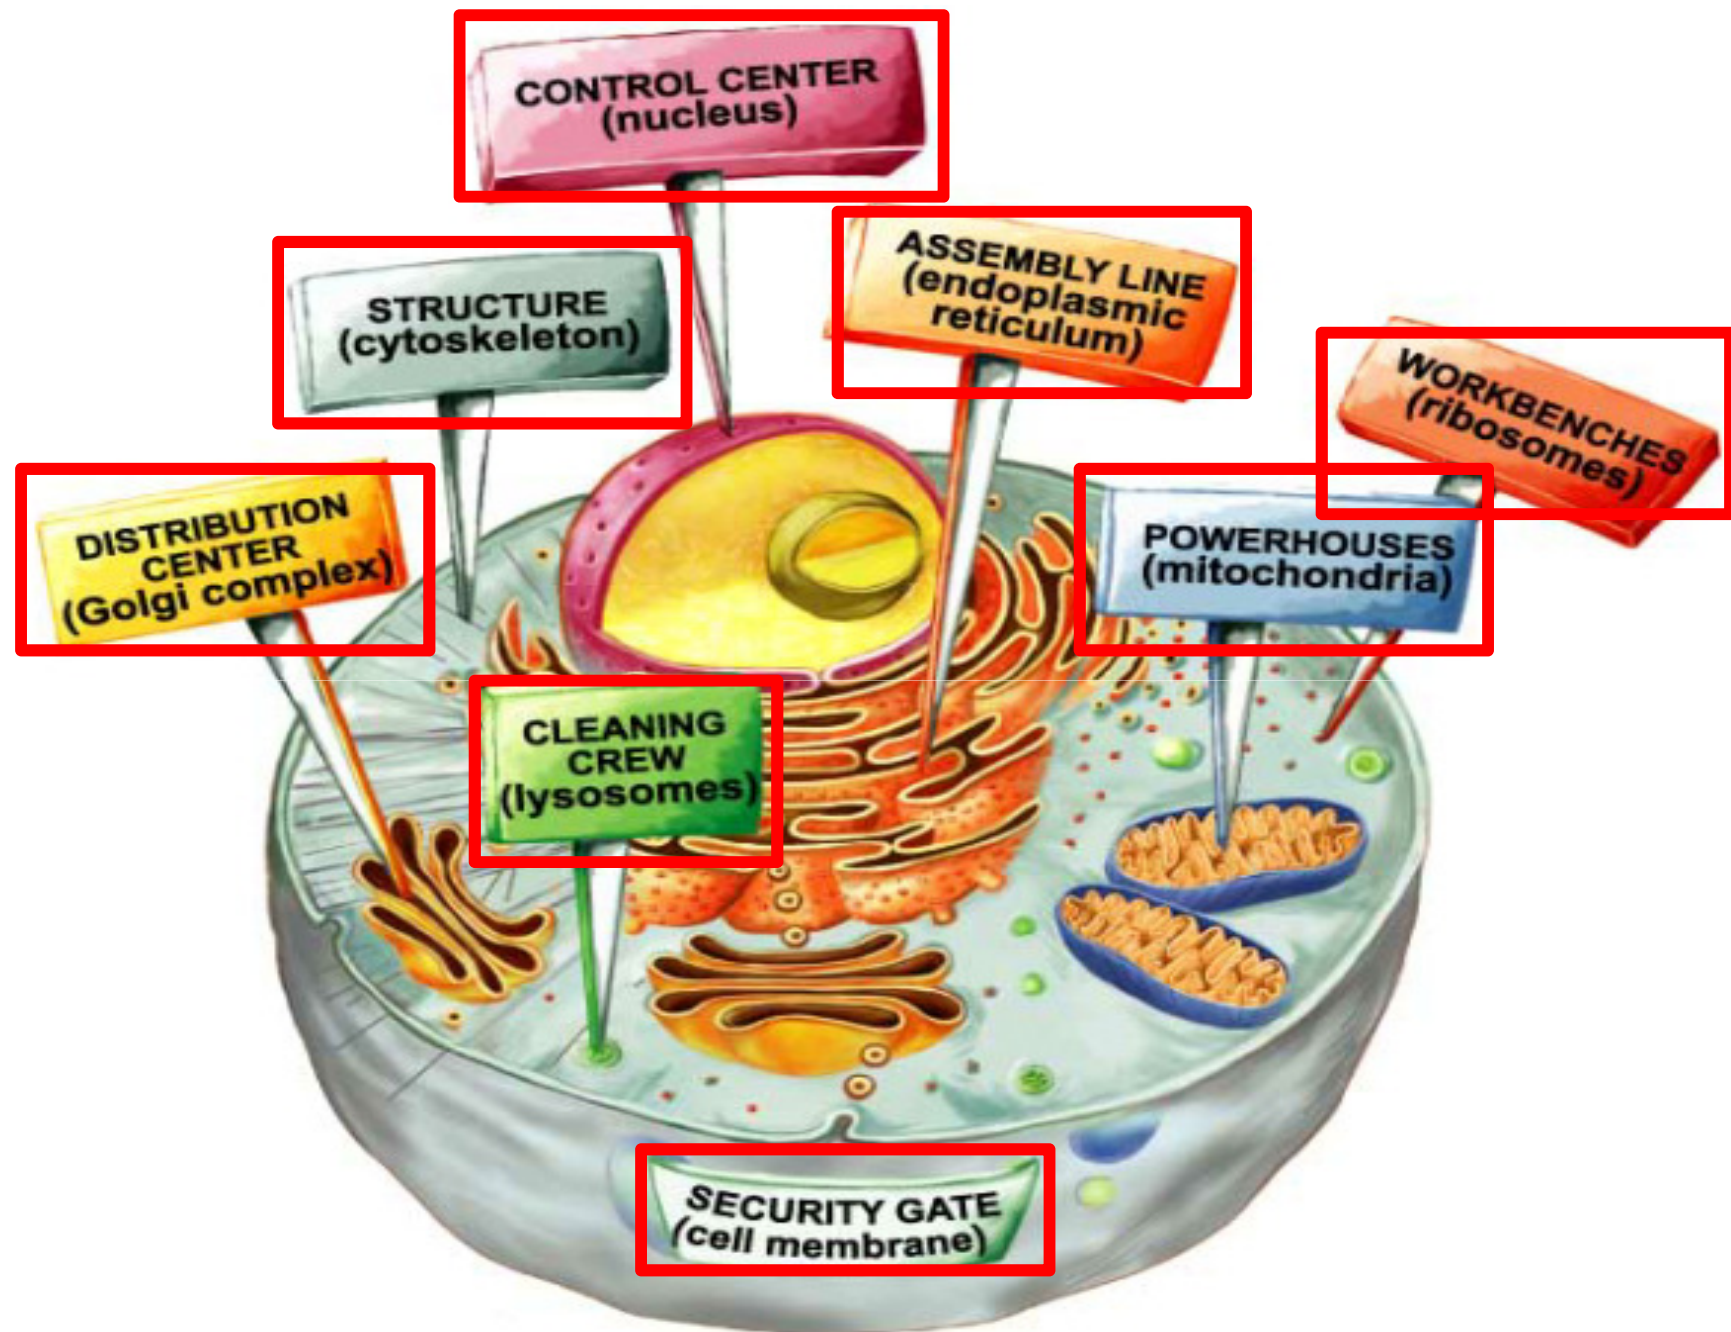 CONTROL CENTER
(nucleus)
STRUCTURE
(cytoskeleton)
ASSEMBLY LINE
(endoplasmic
reticulum)
WORKBENCHES
(ribosomes)
DISTRIBUTION
CENTER
(Golgi complex)
POWERHOUSES
(mitochondria)
CLEANING
CREW
(lysosomes)
SECURITY GATE
(cell membrane)